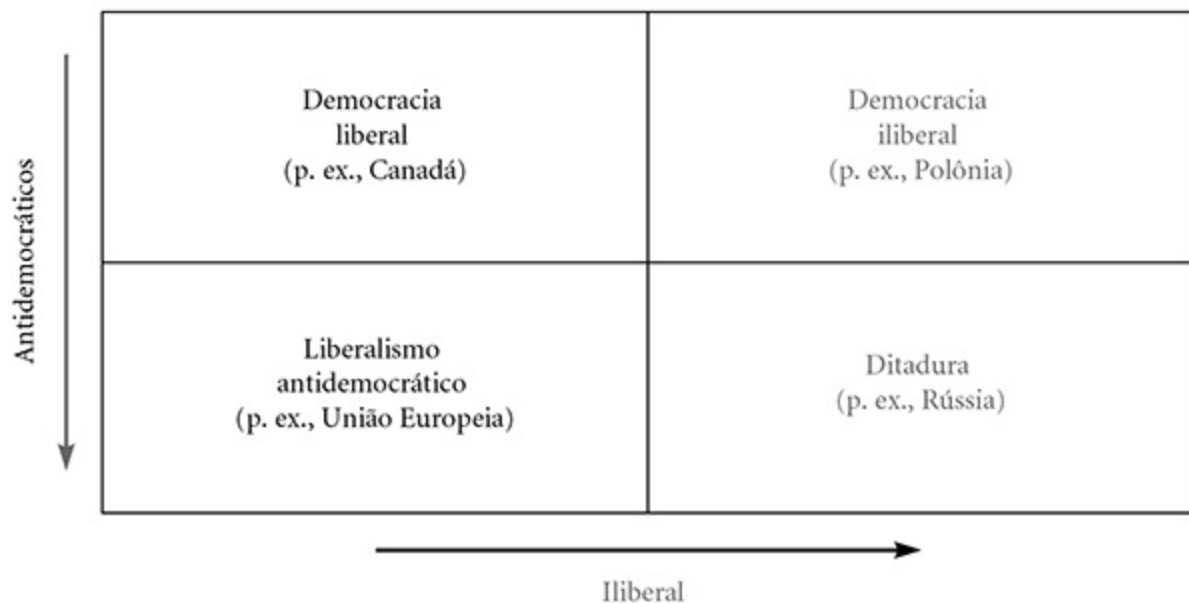 Democracia
liberal
(p. ex., Canadá)
Democracia
iliberal
(p. ex., Polônia)
Antidemocráticos
Liberalismo
antidemocrático
(p. ex., União Europeia)
Ditadura
(p. ex., Rússia)
Iliberal